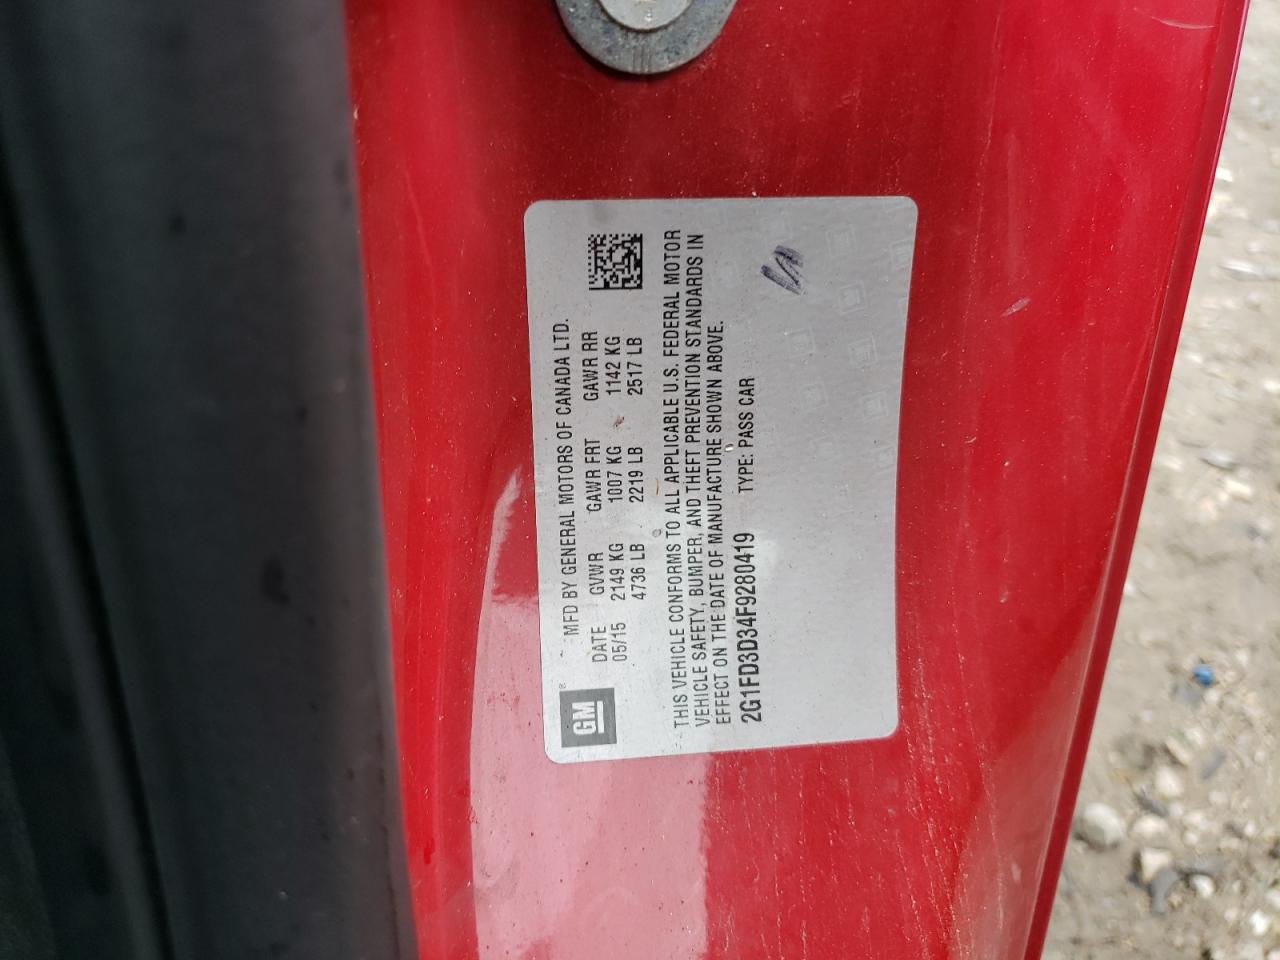 GM
MFD BY GENERAL MOTORS OF CANADA LTD.
DATE GVWR GAWR FRT GAWR RR
05/15 2149 KG 1007 KG 1142 KG
4736 LB 2219 LB 2517 LB
THIS VEHICLE CONFORMS TO ALL APPLICABLE U.S. FEDERAL MOTOR
VEHICLE SAFETY, BUMPER, AND THEFT PREVENTION STANDARDS IN
EFFECT ON THE DATE OF MANUFACTURE SHOWN ABOVE.
2G1FD3D34F9280419 TYPE: PASS CAR